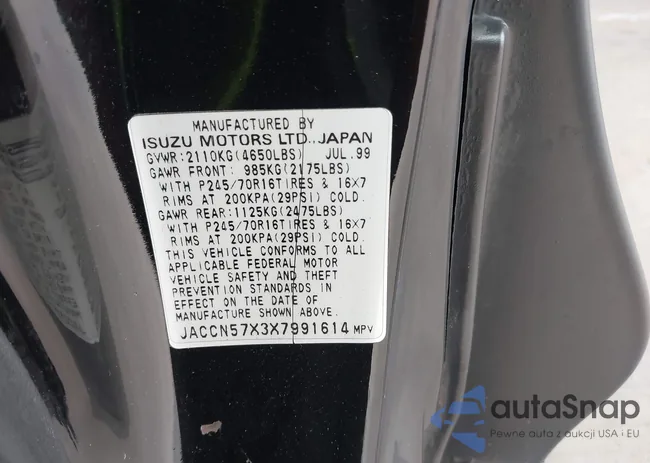 MANUFACTURED BY
ISUZU MOTORS LTD., JAPAN
GVWR:2110KG(4650LBS) JUL.99
GAWR FRONT: 985KG(2175LBS)
WITH P245/70R16TIRES & 16X7
RIMS AT 200KPA(29PSI) COLD.
GAWR REAR:1125KG(2475LBS)
WITH P245/70R16TIRES & 16X7
RIMS AT 200KPA(29PSI) COLD.
THIS VEHICLE CONFORMS TO ALL
APPLICABLE FEDERAL MOTOR
VEHICLE SAFETY AND THEFT
PREVENTION STANDARDS IN
EFFECT ON THE DATE OF
MANUFACTURE SHOWN ABOVE.
JACCN57X3X7991614 MPV
autaSnap
Pewne auta z aukcji USA i EU